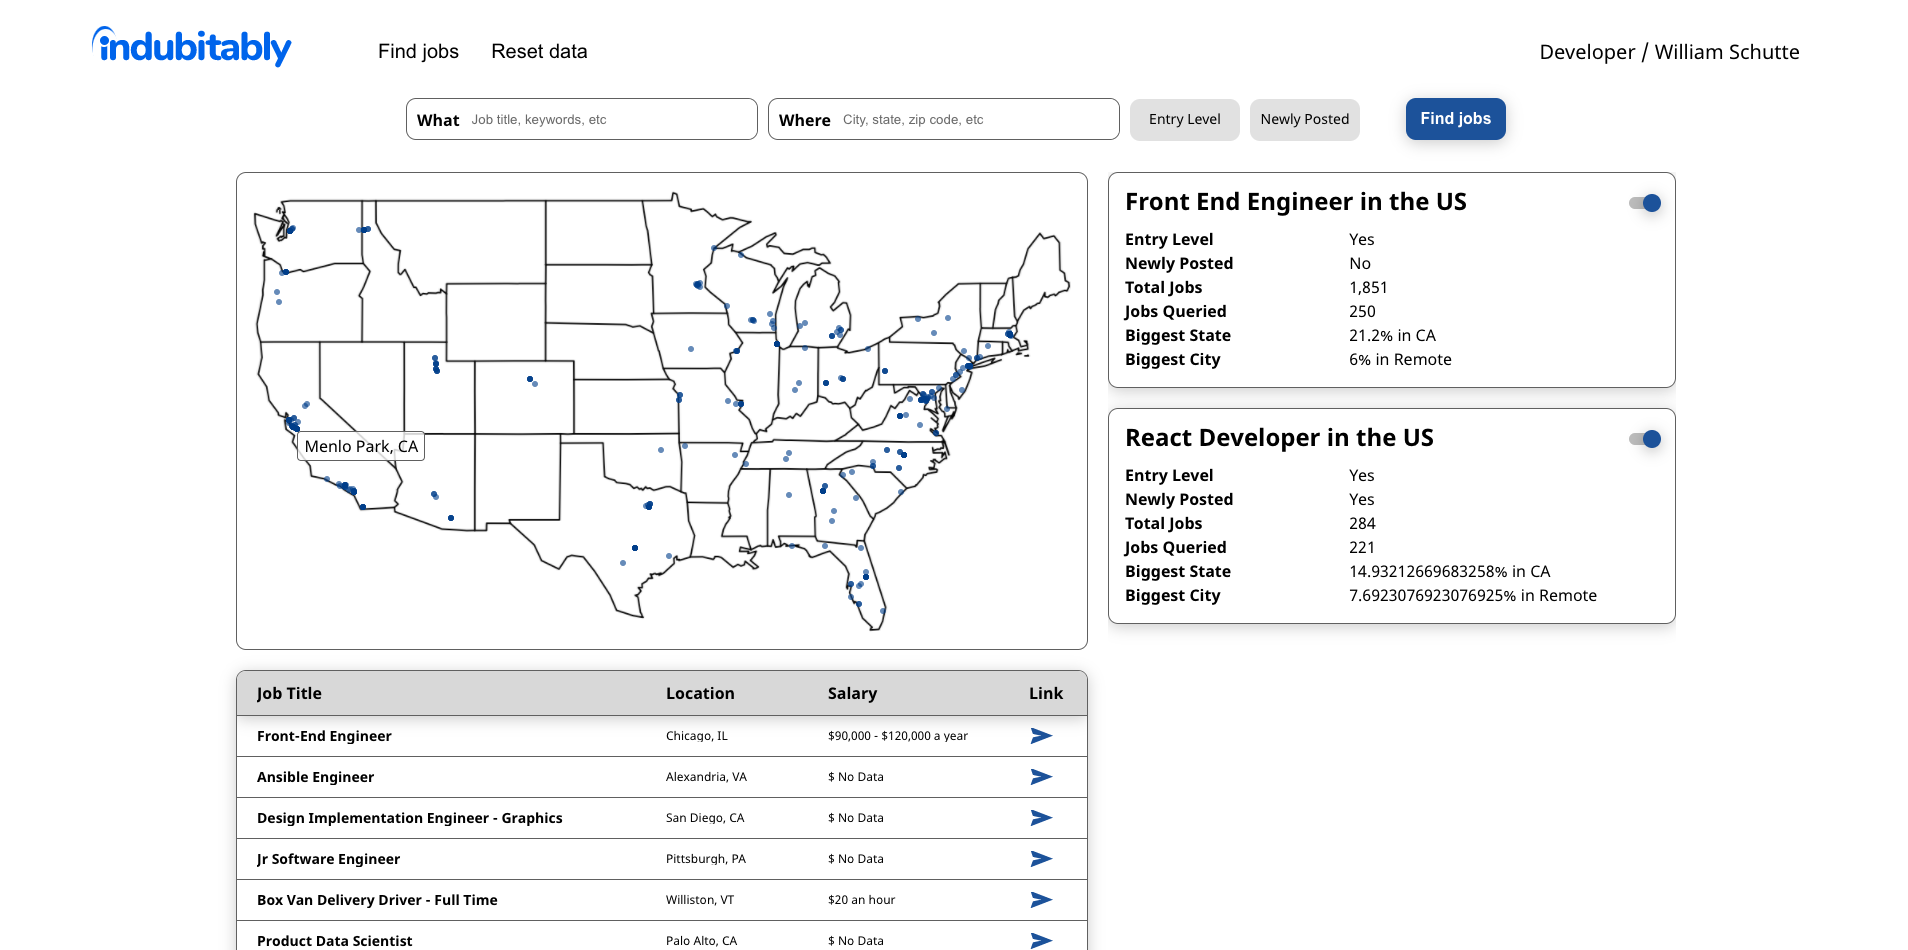 indubitably
Find jobs Reset data
Developer / William Schutte
What Job title, keywords, etc
Where City, state, zip code, etc
Entry Level
Newly Posted
Find jobs
Menlo Park, CA
Front End Engineer in the US
Entry Level Yes
Newly Posted No
Total Jobs 1,851
Jobs Queried 250
Biggest State 21.2% in CA
Biggest City 6% in Remote
React Developer in the US
Entry Level Yes
Newly Posted Yes
Total Jobs 284
Jobs Queried 221
Biggest State 14.93212669683258% in CA
Biggest City 7.6923076923076925% in Remote
Job Title Location Salary Link
Front-End Engineer Chicago, IL $90,000 - $120,000 a year
Ansible Engineer Alexandria, VA $ No Data
Design Implementation Engineer - Graphics San Diego, CA $ No Data
Jr Software Engineer Pittsburgh, PA $ No Data
Box Van Delivery Driver - Full Time Williston, VT $20 an hour
Product Data Scientist Palo Alto, CA $ No Data